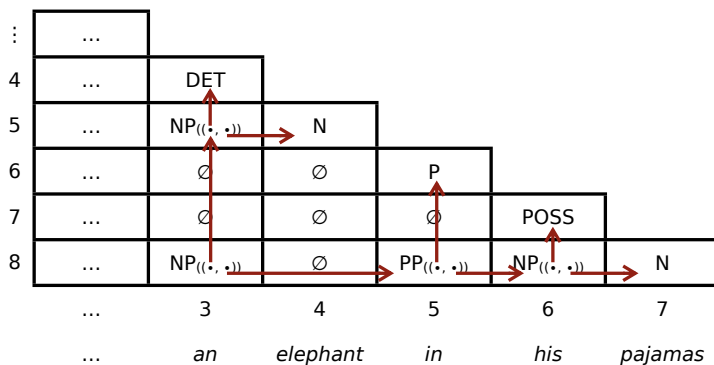 ⋮ ...
4 ... DET
5 ... NP((•, •)) N
6 ... ∅ ∅ P
7 ... ∅ ∅ ∅ POSS
8 ... NP((•, •)) ∅ PP((•, •)) NP((•, •)) N
... 3 4 5 6 7
... an elephant in his pajamas